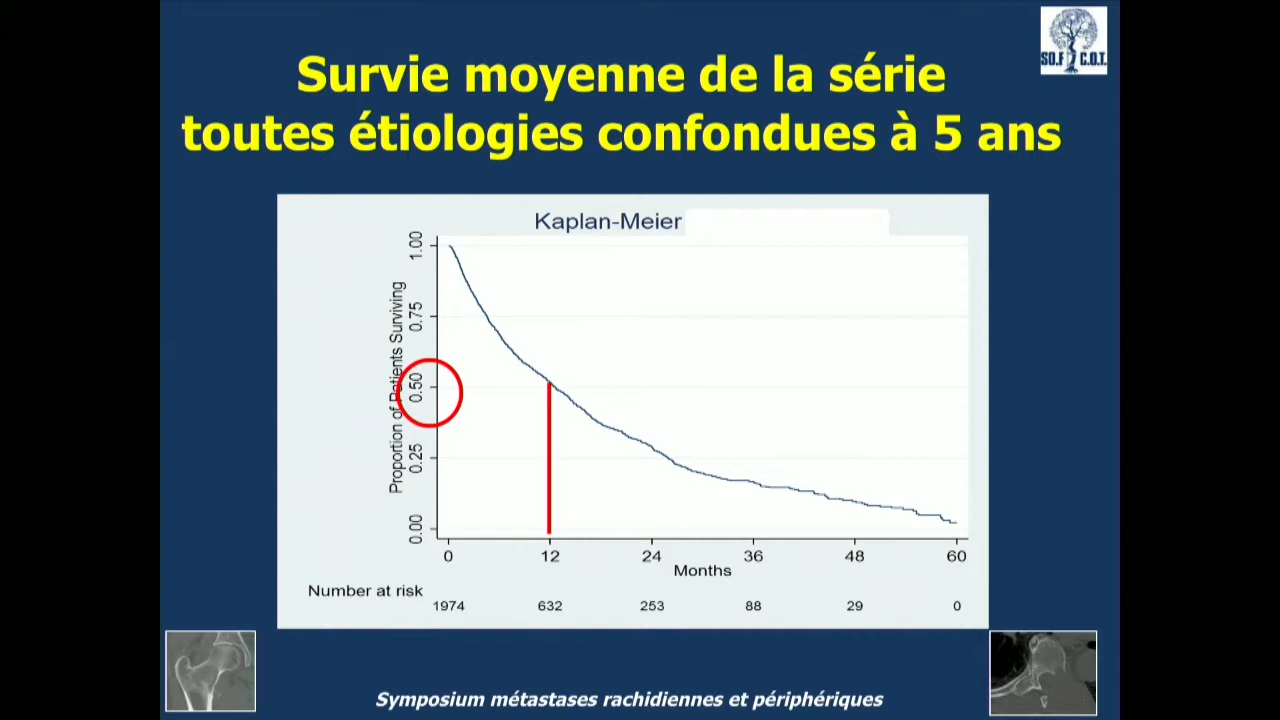 SO.F C.O.T.
Survie moyenne de la série
toutes étiologies confondues à 5 ans
Kaplan-Meier
Proportion of Patients Surviving
1.00
0.75
0.50
0.25
0.00
0 12 24 36 48 60
Months
Number at risk
1974 632 253 88 29 0
Symposium métastases rachidiennes et périphériques